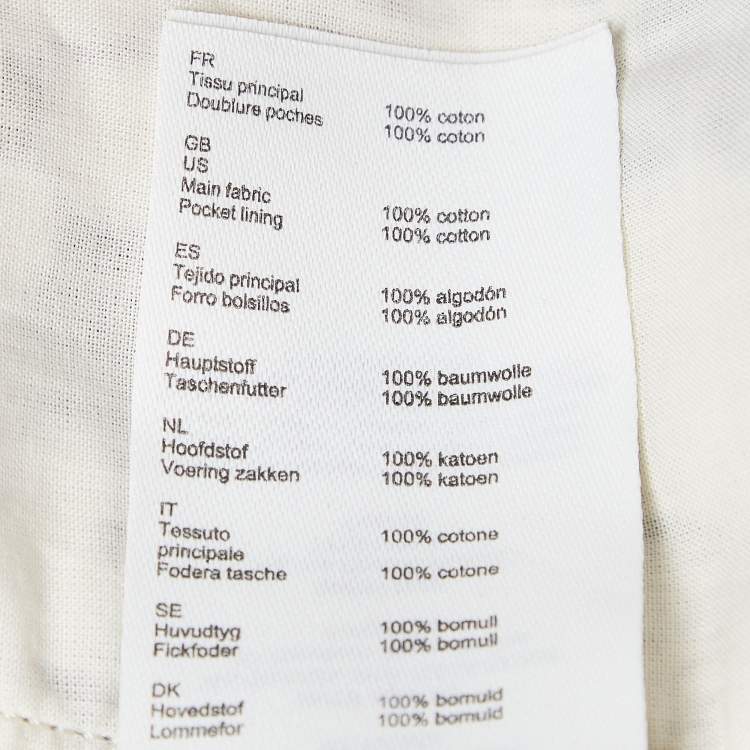 FR
Tissu principal 100% coton
Doublure poches 100% coton
GB
US
Main fabric 100% cotton
Pocket lining 100% cotton
ES
Tejido principal 100% algodón
Forro bolsillos 100% algodón
DE
Hauptstoff 100% baumwolle
Taschenfutter 100% baumwolle
NL
Hoofdstof 100% katoen
Voering zakken 100% katoen
IT
Tessuto 100% cotone
principale
Fodera tasche 100% cotone
SE
Huvudtyg 100% bomull
Fickfoder 100% bomull
DK
Hovedstof 100% bomuld
Lommefor 100% bomuld